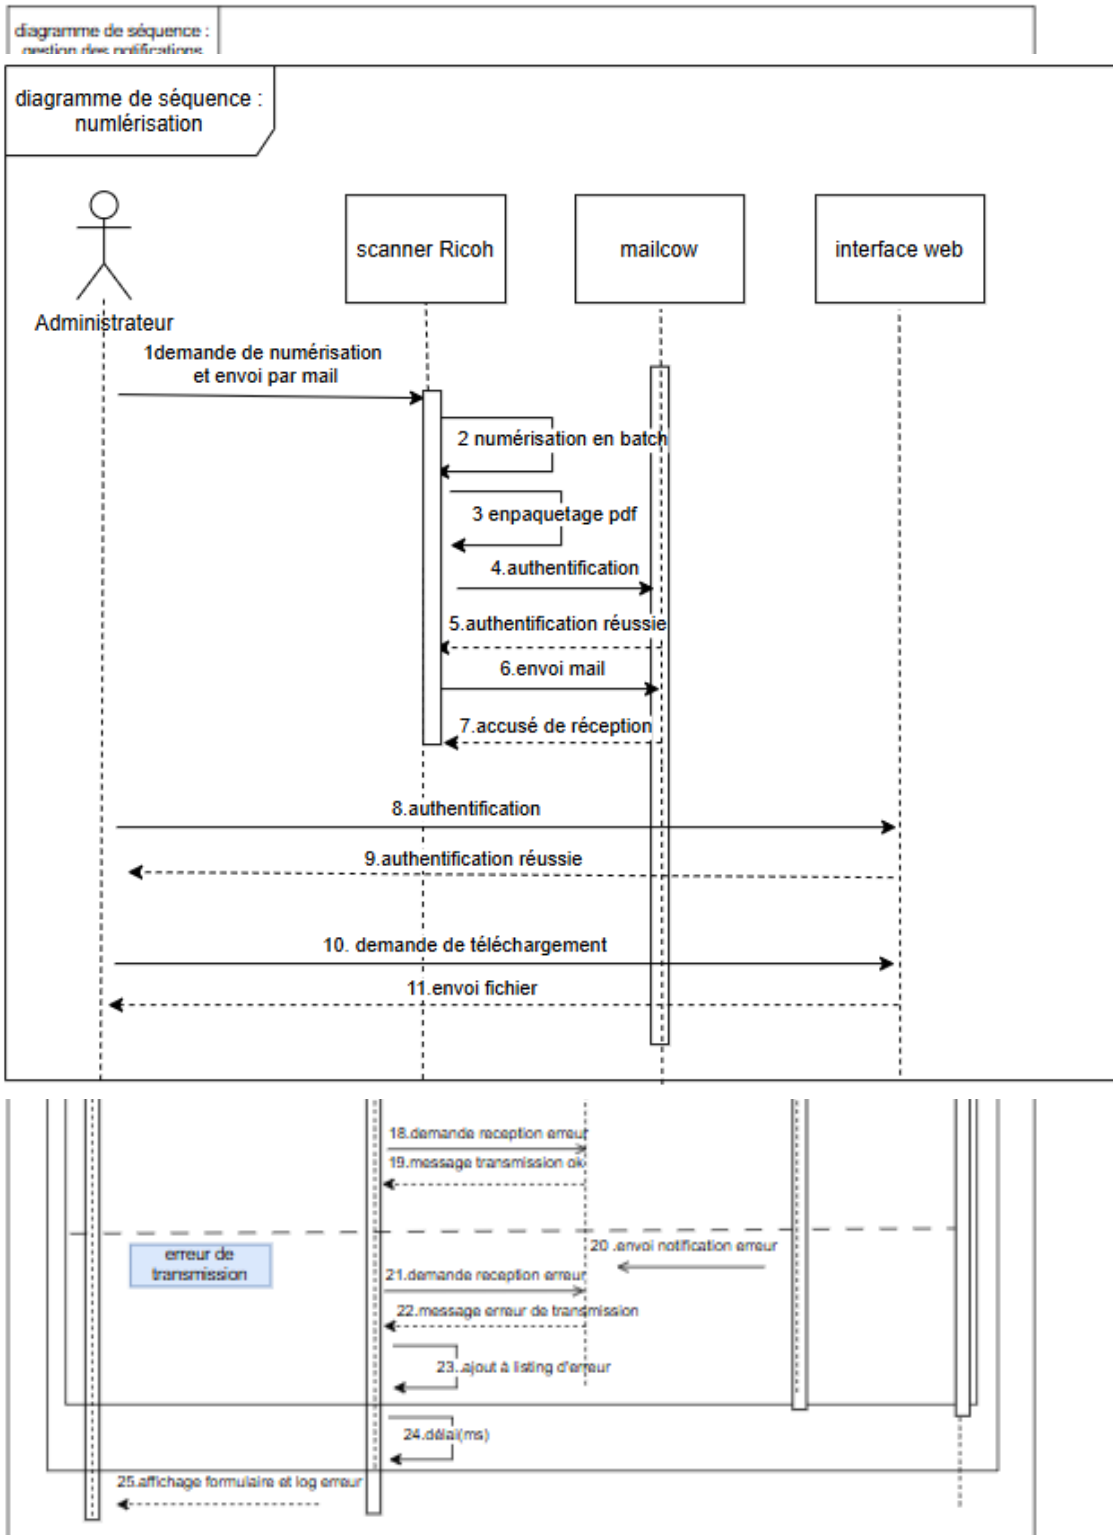 diagramme de séquence :
gestion des notifications
diagramme de séquence :
numlérisation
scanner Ricoh
mailcow
interface web
Administrateur
1demande de numérisation
et envoi par mail
2 numérisation en batch
3 enpaquetage pdf
4.authentification
5.authentification réussie
6.envoi mail
7.accusé de réception
8.authentification
9.authentification réussie
10. demande de téléchargement
11.envoi fichier
18.demande reception erreur
19.message transmission ok
erreur de
transmission
20 .envoi notification erreur
21.demande reception erreur
22.message erreur de transmission
23..ajout à listing d'erreur
24.délai(ms)
25.affichage formulaire et log erreur